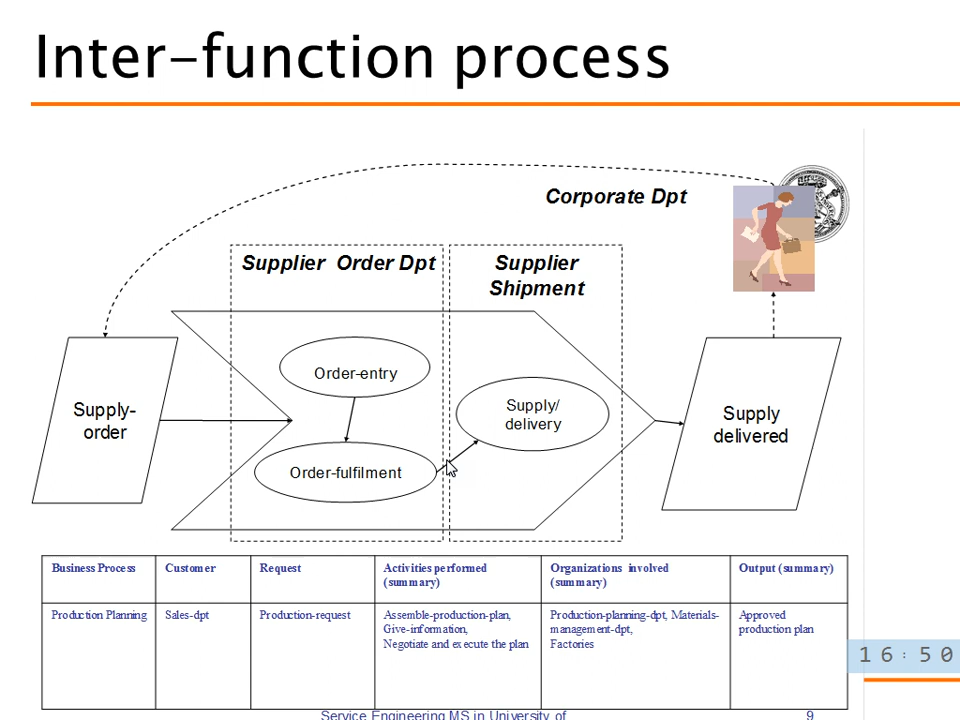 Inter-function process
Corporate Dpt
Supplier Order Dpt
Supplier
Shipment
Order-entry
Supply/
delivery
Supply-
order
Supply
delivered
Order-fulfilment
Business Process
Customer
Request
Activities performed
(summary)
Organizations involved
(summary)
Output (summary)
Production Planning
Sales-dpt
Production-request
Assemble-production-plan,
Give-information,
Negotiate and execute the plan
Production-planning-dpt, Materials-
management-dpt,
Factories
Approved
production plan
16:50
Service Engineering MS in University of
9